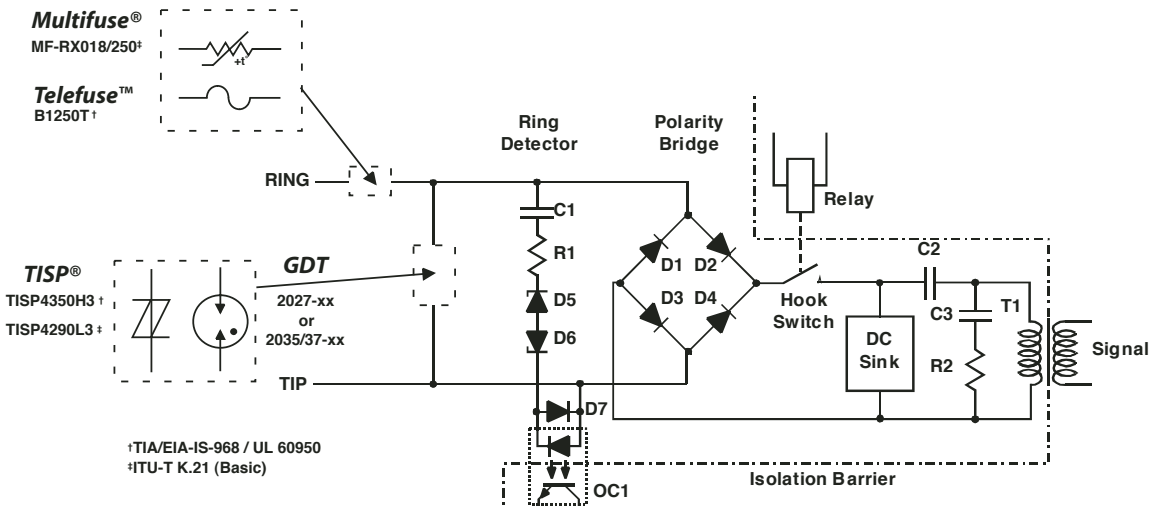 Multifuse®
MF-RX018/250‡
+t°
Telefuse™
B1250T†
Ring
Detector
Polarity
Bridge
RING
Relay
C1
R1
D1 D2
D3 D4
D5
D6
D7
Hook
Switch
C2
C3
T1
R2
DC
Sink
Signal
TISP®
TISP4350H3 †
TISP4290L3 ‡
GDT
2027-xx
or
2035/37-xx
TIP
†TIA/EIA-IS-968 / UL 60950
‡ITU-T K.21 (Basic)
OC1
Isolation Barrier